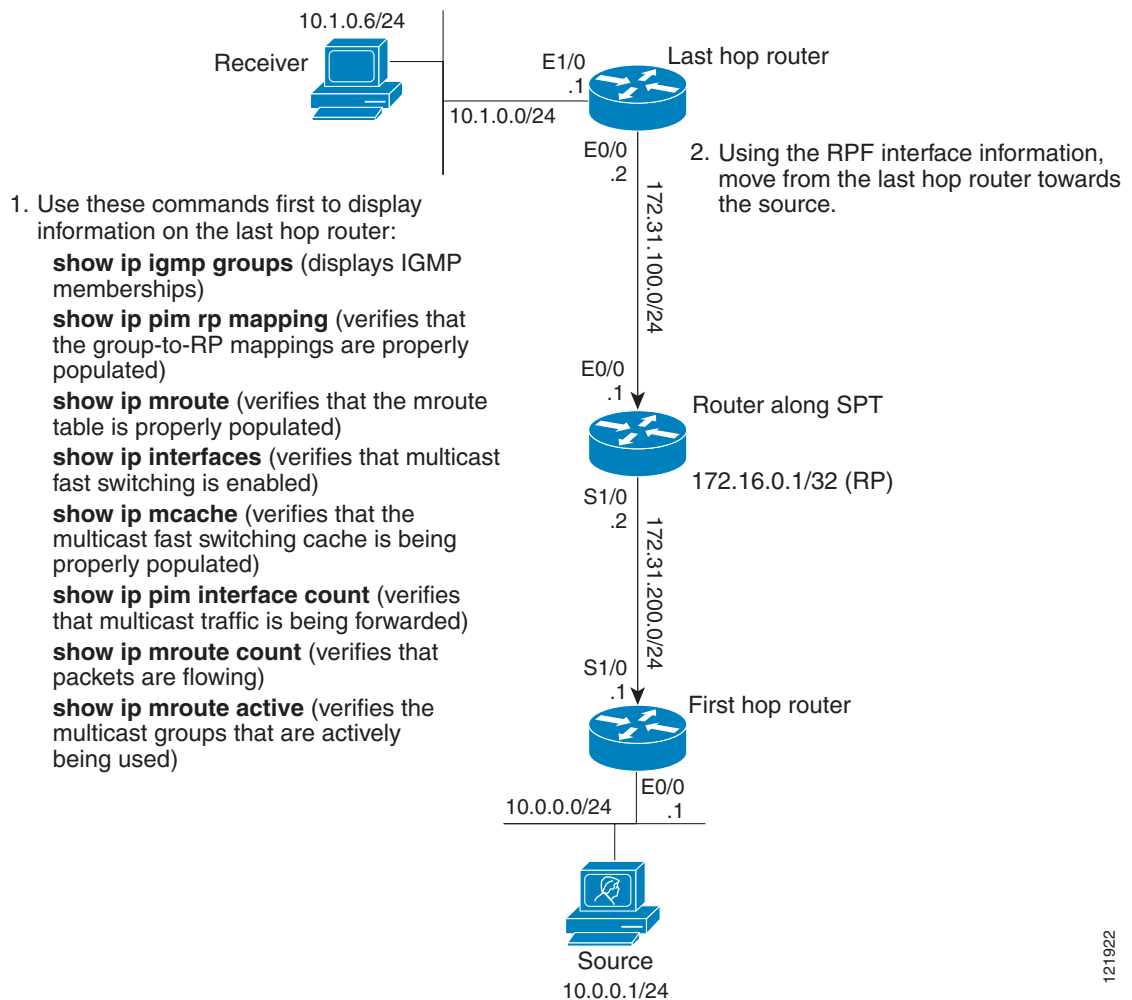 10.1.0.6/24
Receiver
E1/0
.1
Last hop router
10.1.0.0/24
E0/0
.2
2. Using the RPF interface information,
move from the last hop router towards
the source.
172.31.100.0/24
1. Use these commands first to display
information on the last hop router:
show ip igmp groups (displays IGMP
memberships)
show ip pim rp mapping (verifies that
the group-to-RP mappings are properly
populated)
show ip mroute (verifies that the mroute
table is properly populated)
show ip interfaces (verifies that multicast
fast switching is enabled)
show ip mcache (verifies that the
multicast fast switching cache is being
properly populated)
show ip pim interface count (verifies
that multicast traffic is being forwarded)
show ip mroute count (verifies that
packets are flowing)
show ip mroute active (verifies the
multicast groups that are actively
being used)
E0/0
.1
Router along SPT
172.16.0.1/32 (RP)
S1/0
.2
172.31.200.0/24
S1/0
.1
First hop router
E0/0
.1
10.0.0.0/24
Source
10.0.0.1/24
121922